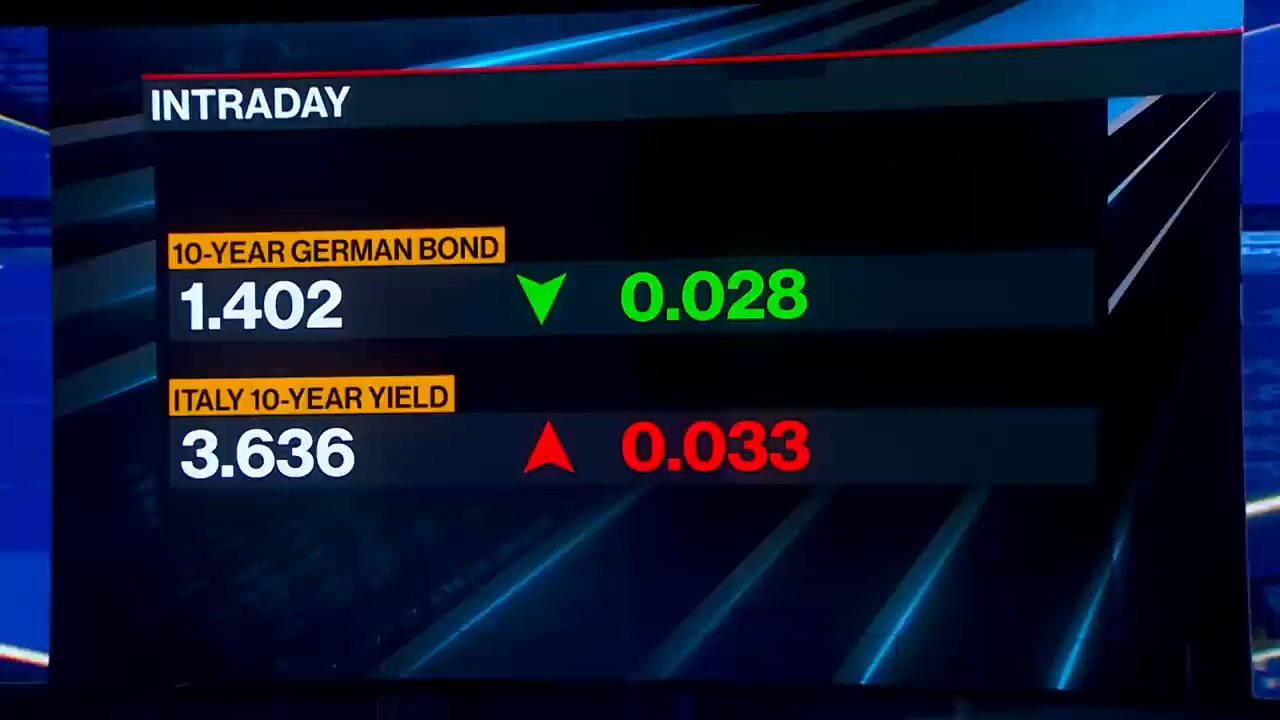 INTRADAY
10-YEAR GERMAN BOND
1.402 ▼ 0.028
ITALY 10-YEAR YIELD
3.636 ▲ 0.033